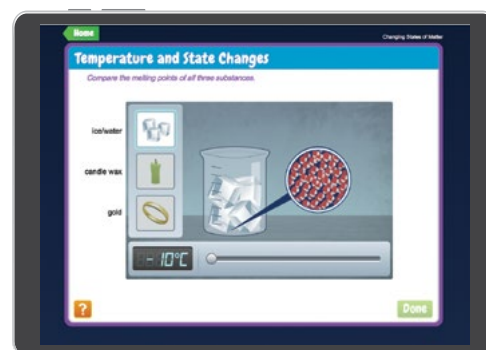 Home
Changing States of Matter
Temperature and State Changes
Compare the melting points of all three substances.
ice/water
candle wax
gold
-10°C
?
Done